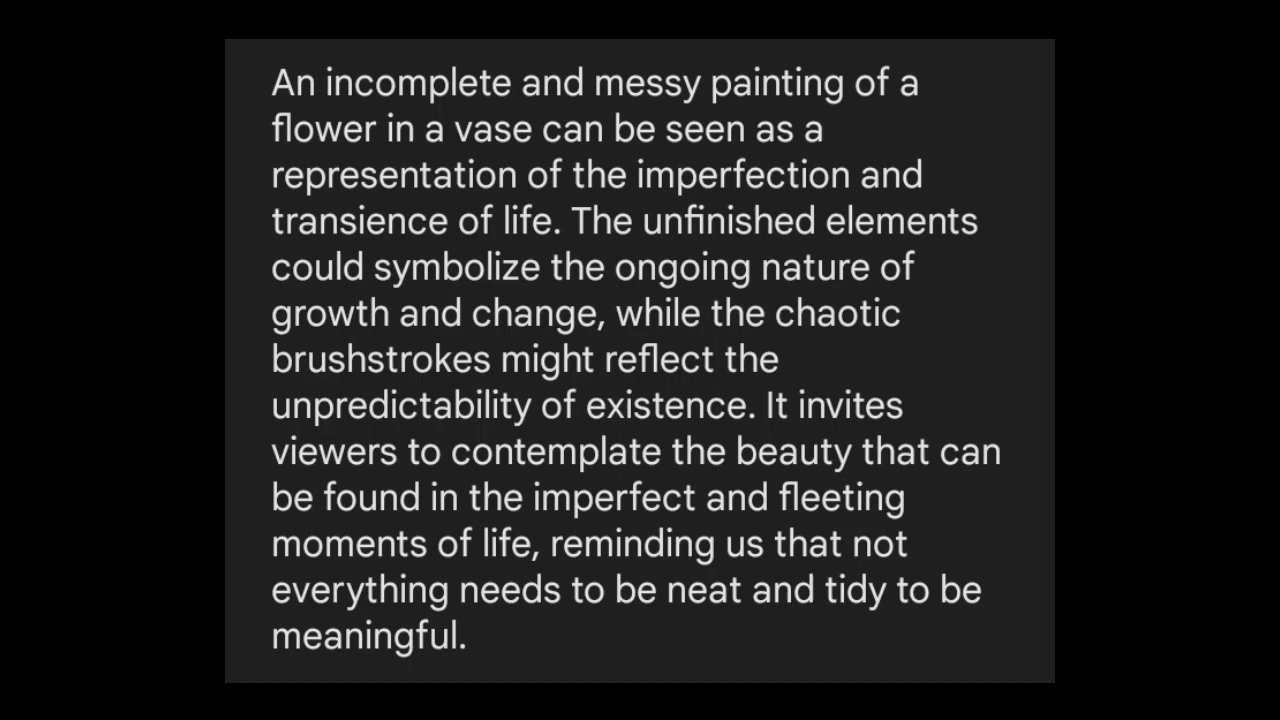 An incomplete and messy painting of a
flower in a vase can be seen as a
representation of the imperfection and
transience of life. The unfinished elements
could symbolize the ongoing nature of
growth and change, while the chaotic
brushstrokes might reflect the
unpredictability of existence. It invites
viewers to contemplate the beauty that can
be found in the imperfect and fleeting
moments of life, reminding us that not
everything needs to be neat and tidy to be
meaningful.